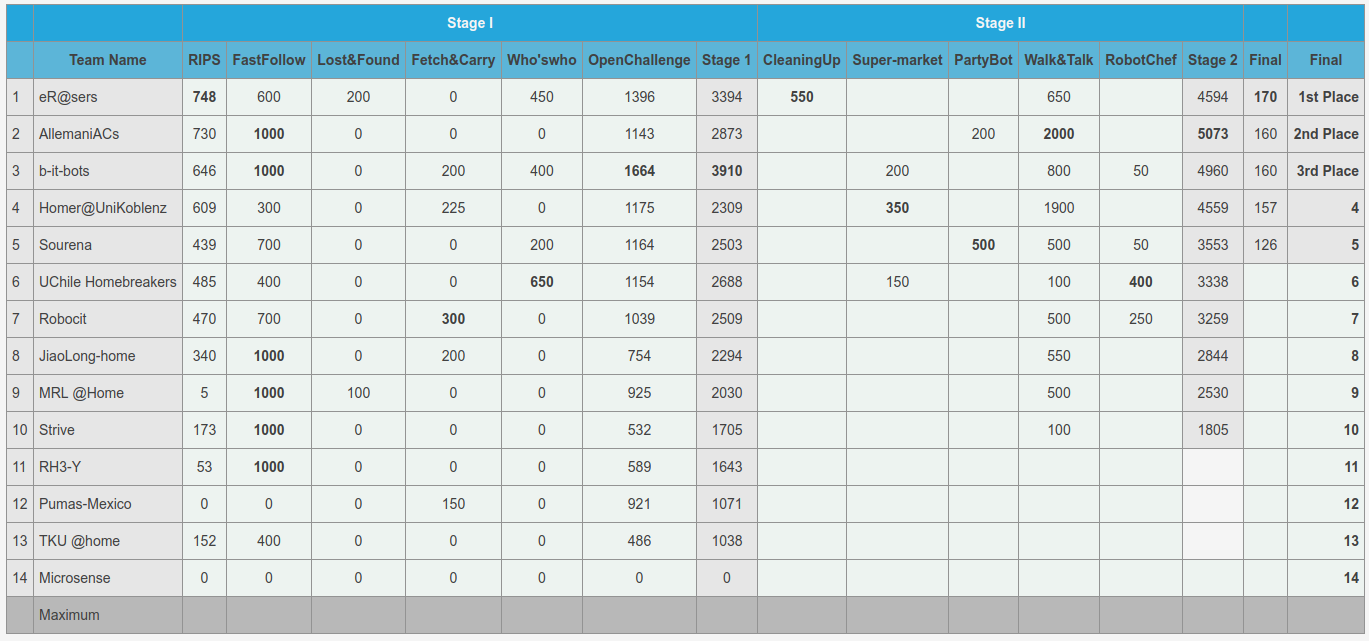 Stage I Stage II
Team Name RIPS FastFollow Lost&Found Fetch&Carry Who'swho OpenChallenge Stage 1 CleaningUp Super-market PartyBot Walk&Talk RobotChef Stage 2 Final Final
1 eR@sers 748 600 200 0 450 1396 3394 550 650 4594 170 1st Place
2 AllemaniACs 730 1000 0 0 0 1143 2873 200 2000 5073 160 2nd Place
3 b-it-bots 646 1000 0 200 400 1664 3910 200 800 50 4960 160 3rd Place
4 Homer@UniKoblenz 609 300 0 225 0 1175 2309 350 1900 4559 157 4
5 Sourena 439 700 0 0 200 1164 2503 500 500 50 3553 126 5
6 UChile Homebreakers 485 400 0 0 650 1154 2688 150 100 400 3338 6
7 Robocit 470 700 0 300 0 1039 2509 500 250 3259 7
8 JiaoLong-home 340 1000 0 200 0 754 2294 550 2844 8
9 MRL @Home 5 1000 100 0 0 925 2030 500 2530 9
10 Strive 173 1000 0 0 0 532 1705 100 1805 10
11 RH3-Y 53 1000 0 0 0 589 1643 11
12 Pumas-Mexico 0 0 0 150 0 921 1071 12
13 TKU @home 152 400 0 0 0 486 1038 13
14 Microsense 0 0 0 0 0 0 0 14
Maximum